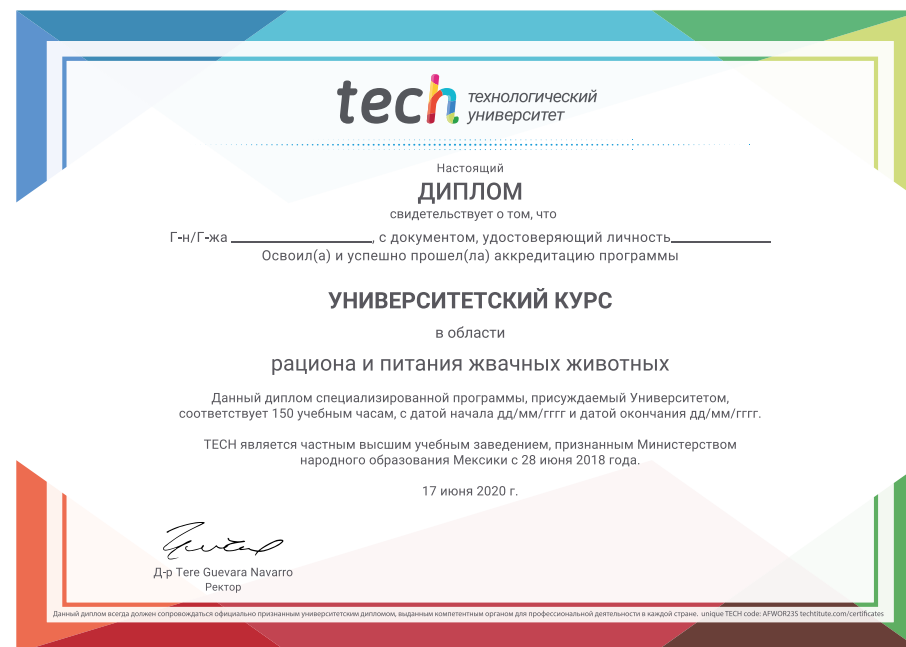 tech технологический
университет
Настоящий
ДИПЛОМ
свидетельствует о том, что
Г-н/Г-жа ____________________, с документом, удостоверяющий личность______________
Освоил(а) и успешно прошел(ла) аккредитацию программы
УНИВЕРСИТЕТСКИЙ КУРС
в области
рациона и питания жвачных животных
Данный диплом специализированной программы, присуждаемый Университетом,
соответствует 150 учебным часам, с датой начала дд/мм/гггг и датой окончания дд/мм/гггг.
TECH является частным высшим учебным заведением, признанным Министерством
народного образования Мексики с 28 июня 2018 года.
17 июня 2020 г.
Д-р Tere Guevara Navarro
Ректор
Данный диплом всегда должен сопровождаться официально признанным университетским дипломом, выданным компетентным органом для профессиональной деятельности в каждой стране. unique TECH code: AFWOR23S techtitute.com/certificates